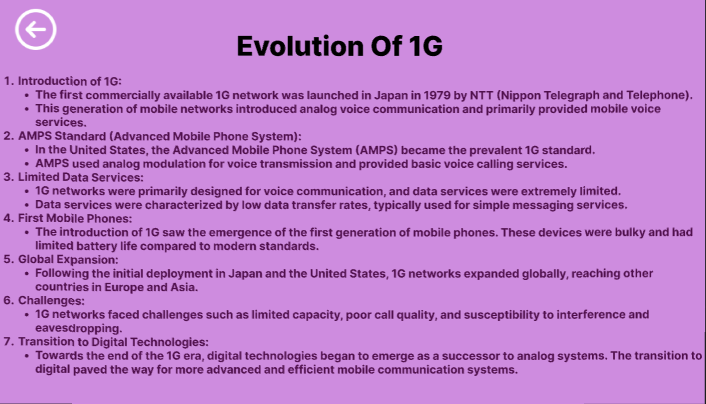 Evolution Of 1G
1. Introduction of 1G:
• The first commercially available 1G network was launched in Japan in 1979 by NTT (Nippon Telegraph and Telephone).
• This generation of mobile networks introduced analog voice communication and primarily provided mobile voice
services.
2. AMPS Standard (Advanced Mobile Phone System):
• In the United States, the Advanced Mobile Phone System (AMPS) became the prevalent 1G standard.
• AMPS used analog modulation for voice transmission and provided basic voice calling services.
3. Limited Data Services:
• 1G networks were primarily designed for voice communication, and data services were extremely limited.
• Data services were characterized by low data transfer rates, typically used for simple messaging services.
4. First Mobile Phones:
• The introduction of 1G saw the emergence of the first generation of mobile phones. These devices were bulky and had
limited battery life compared to modern standards.
5. Global Expansion:
• Following the initial deployment in Japan and the United States, 1G networks expanded globally, reaching other
countries in Europe and Asia.
6. Challenges:
• 1G networks faced challenges such as limited capacity, poor call quality, and susceptibility to interference and
eavesdropping.
7. Transition to Digital Technologies:
• Towards the end of the 1G era, digital technologies began to emerge as a successor to analog systems. The transition to
digital paved the way for more advanced and efficient mobile communication systems.